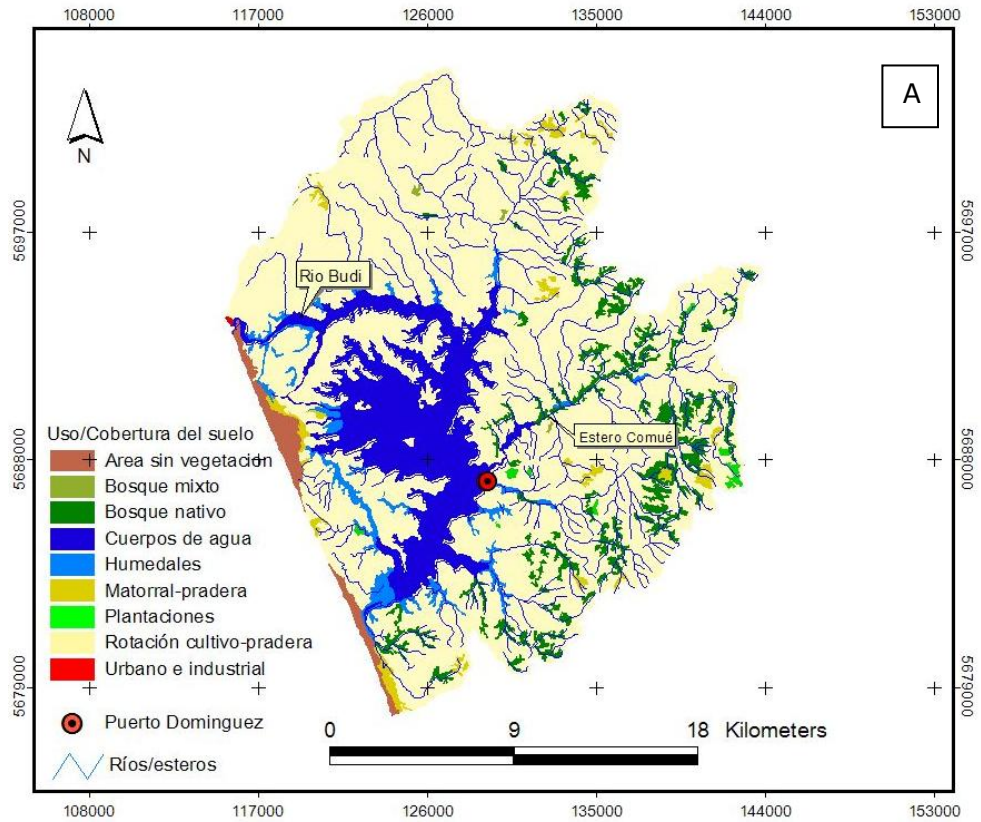 108000 117000 126000 135000 144000 153000
A
N
5697000 5697000
Rio Budi
Estero Comué
5688000 5688000
Uso/Cobertura del suelo
Area sin vegetación
Bosque mixto
Bosque nativo
Cuerpos de agua
Humedales
Matorral-pradera
Plantaciones
Rotación cultivo-pradera
Urbano e industrial
5679000 5679000
Puerto Dominguez
Ríos/esteros
0 9 18 Kilometers
108000 117000 126000 135000 144000 153000